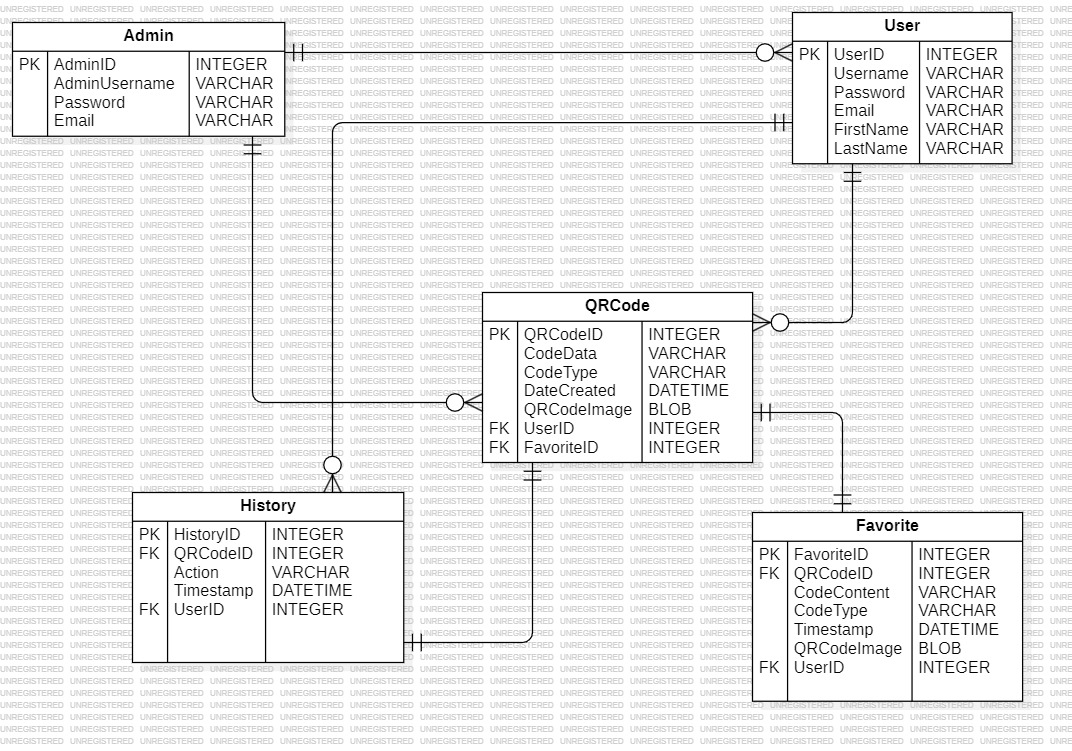 Admin
PK AdminID INTEGER
AdminUsername VARCHAR
Password VARCHAR
Email VARCHAR
User
PK UserID INTEGER
Username VARCHAR
Password VARCHAR
Email VARCHAR
FirstName VARCHAR
LastName VARCHAR
QRCode
PK QRCodeID INTEGER
CodeData VARCHAR
CodeType VARCHAR
DateCreated DATETIME
QRCodeImage BLOB
FK UserID INTEGER
FK FavoriteID INTEGER
History
PK HistoryID INTEGER
FK QRCodeID INTEGER
Action VARCHAR
Timestamp DATETIME
FK UserID INTEGER
Favorite
PK FavoriteID INTEGER
FK QRCodeID INTEGER
CodeContent VARCHAR
CodeType VARCHAR
Timestamp DATETIME
QRCodeImage BLOB
FK UserID INTEGER
UNREGISTERED